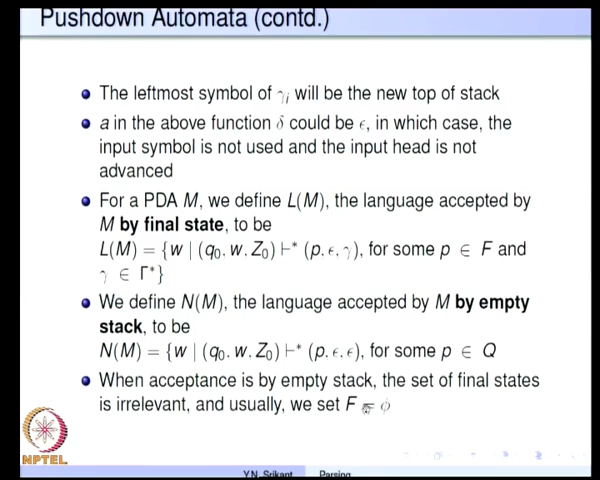 Pushdown Automata (contd.)
The leftmost symbol of γi will be the new top of stack
a in the above function δ could be ϵ, in which case, the
input symbol is not used and the input head is not
advanced
For a PDA M, we define L(M), the language accepted by
M by final state, to be
L(M) = {w | (q0, w, Z0) ⊢* (p, ϵ, γ), for some p ∈ F and
γ ∈ Γ*}
We define N(M), the language accepted by M by empty
stack, to be
N(M) = {w | (q0, w, Z0) ⊢* (p, ϵ, ϵ), for some p ∈ Q
When acceptance is by empty stack, the set of final states
is irrelevant, and usually, we set F = ϕ
NPTEL
Y.N. Srikant Parsing